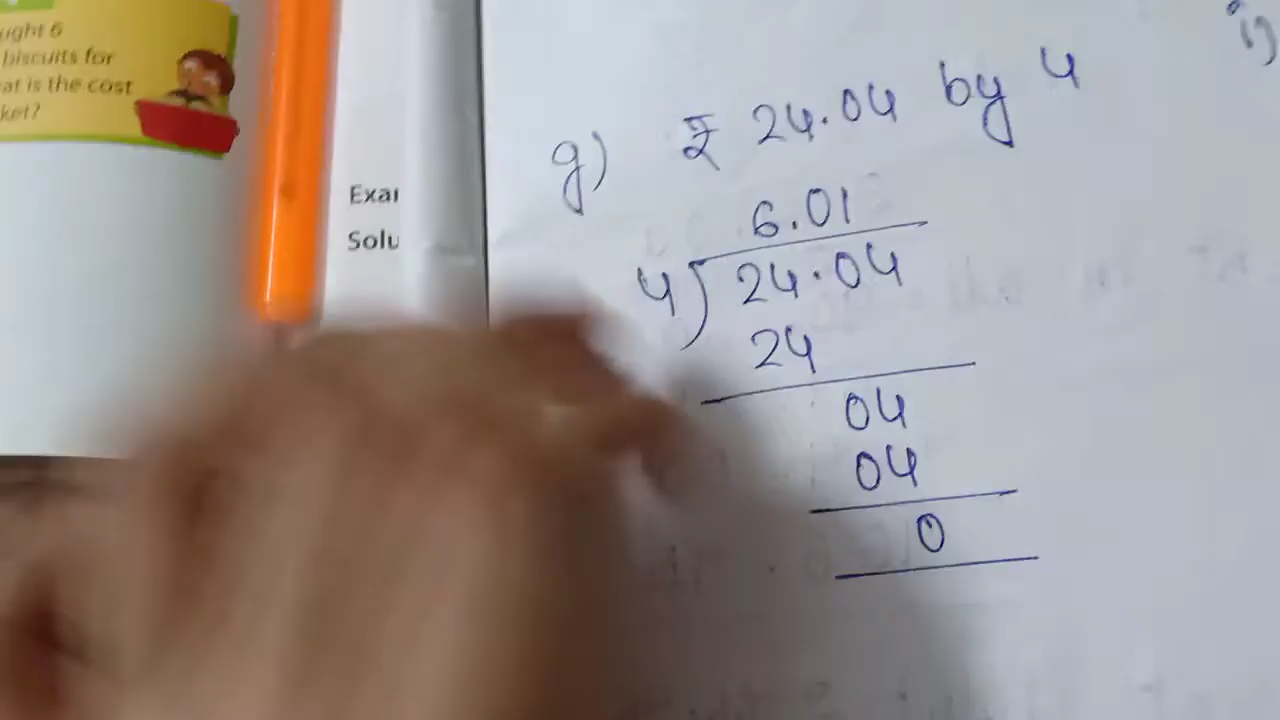 ught 6
biscuits for
at is the cost
ket?
Exar
Solu
g) ₹ 24.04 by 4
6.01
4)24.04
24
04
04
0
i)